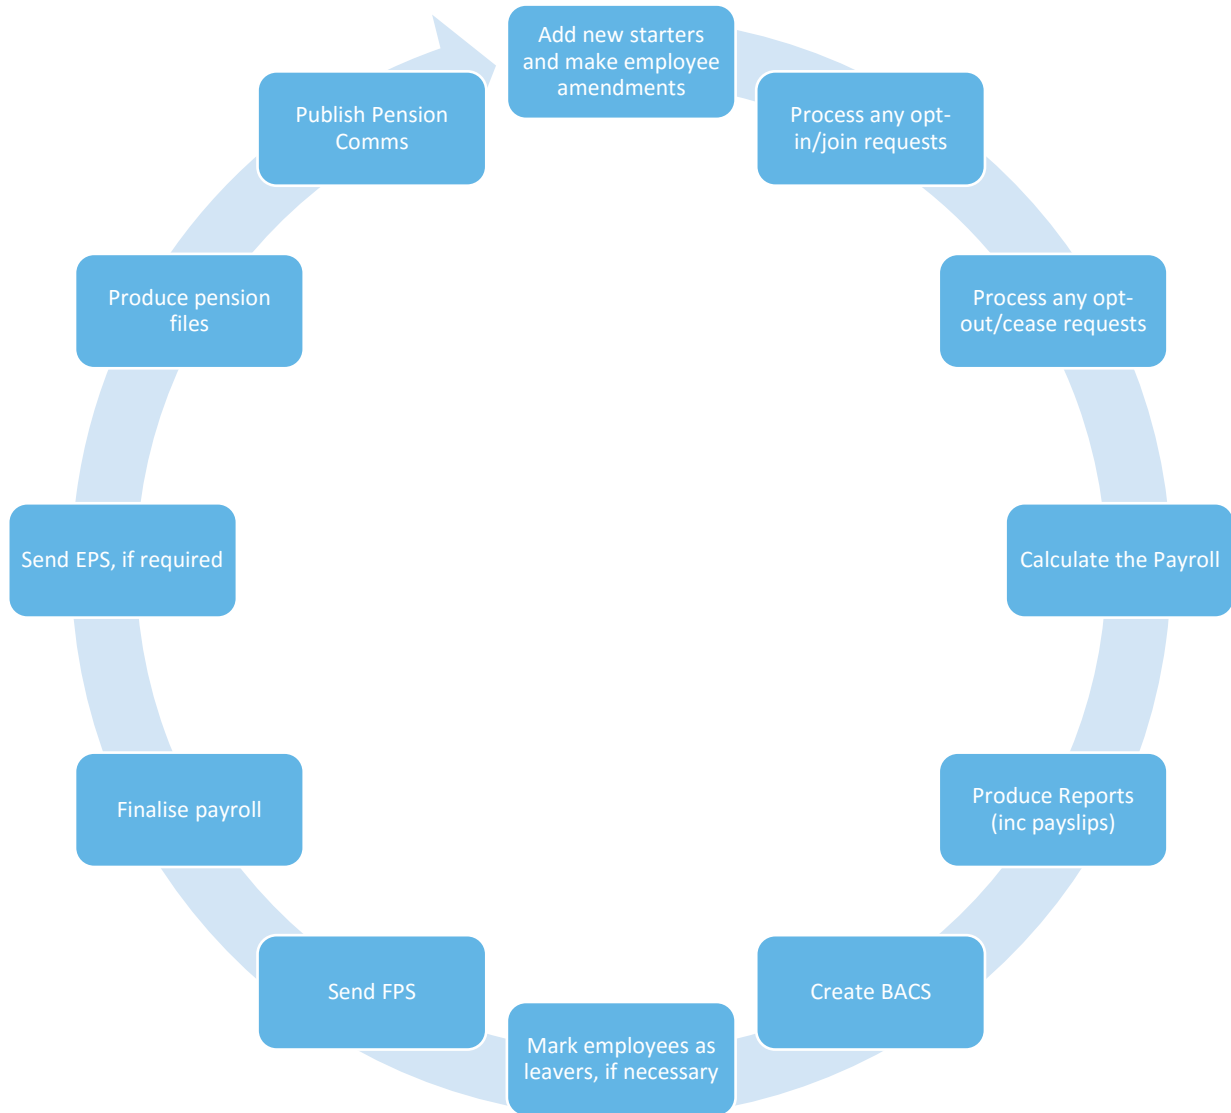 Add new starters
and make employee
amendments
Process any opt-
in/join requests
Process any opt-
out/cease requests
Calculate the Payroll
Produce Reports
(inc payslips)
Create BACS
Mark employees as
leavers, if necessary
Send FPS
Finalise payroll
Send EPS, if required
Produce pension
files
Publish Pension
Comms